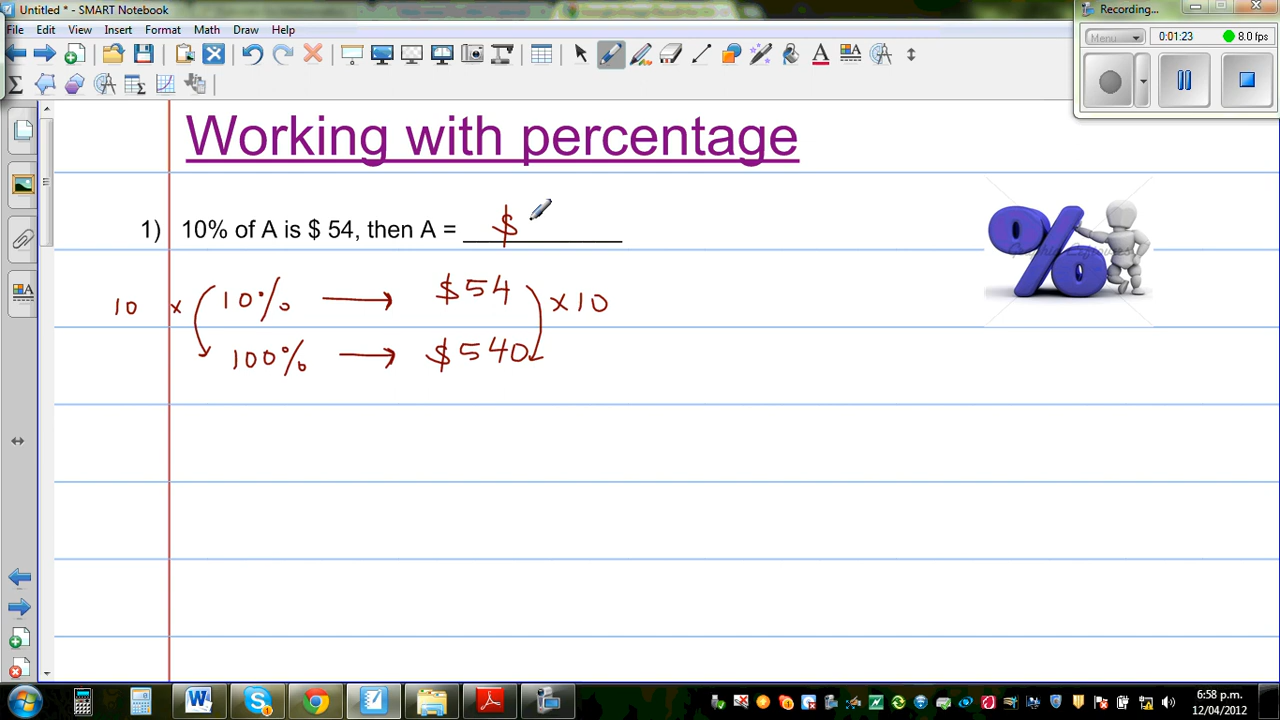 Untitled * - SMART Notebook
Recording...
File Edit View Insert Format Math Draw Help
Menu
0:01:23
8.0 fps
Working with percentage
1) 10% of A is $ 54, then A = $
10 x 10% → $54 x10
100% → $540
%
6:58 p.m.
12/04/2012